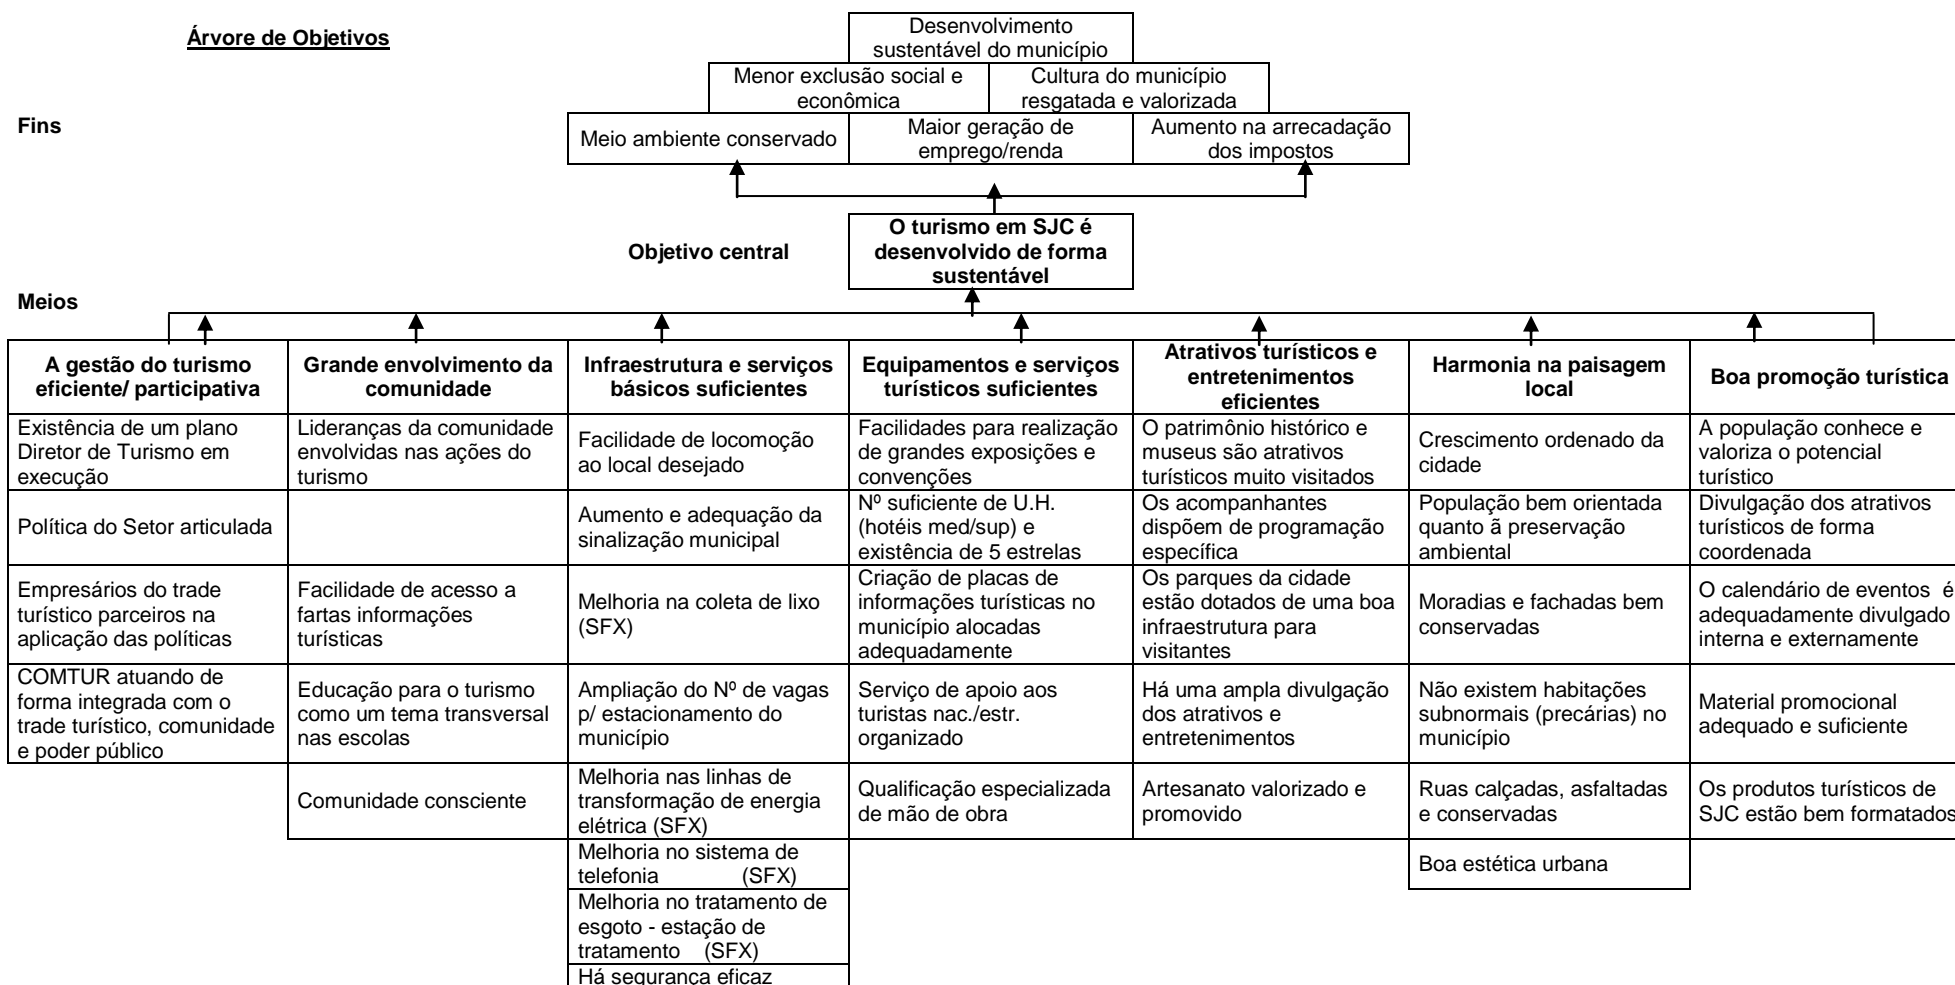 Árvore de Objetivos
Desenvolvimento
sustentável do município
Menor exclusão social e
econômica
Cultura do município
resgatada e valorizada
Fins
Meio ambiente conservado
Maior geração de
emprego/renda
Aumento na arrecadação
dos impostos
Objetivo central
O turismo em SJC é
desenvolvido de forma
sustentável
Meios
A gestão do turismo
eficiente/ participativa
Grande envolvimento da
comunidade
Infraestrutura e serviços
básicos suficientes
Equipamentos e serviços
turísticos suficientes
Atrativos turísticos e
entretenimentos
eficientes
Harmonia na paisagem
local
Boa promoção turística
Existência de um plano
Diretor de Turismo em
execução
Lideranças da comunidade
envolvidas nas ações do
turismo
Facilidade de locomoção
ao local desejado
Facilidades para realização
de grandes exposições e
convenções
O patrimônio histórico e
museus são atrativos
turísticos muito visitados
Crescimento ordenado da
cidade
A população conhece e
valoriza o potencial
turístico
Política do Setor articulada
Aumento e adequação da
sinalização municipal
Nº suficiente de U.H.
(hotéis med/sup) e
existência de 5 estrelas
Os acompanhantes
dispõem de programação
específica
População bem orientada
quanto ã preservação
ambiental
Divulgação dos atrativos
turísticos de forma
coordenada
Empresários do trade
turístico parceiros na
aplicação das políticas
Facilidade de acesso a
fartas informações
turísticas
Melhoria na coleta de lixo
(SFX)
Criação de placas de
informações turísticas no
município alocadas
adequadamente
Os parques da cidade
estão dotados de uma boa
infraestrutura para
visitantes
Moradias e fachadas bem
conservadas
O calendário de eventos é
adequadamente divulgado
interna e externamente
COMTUR atuando de
forma integrada com o
trade turístico, comunidade
e poder público
Educação para o turismo
como um tema transversal
nas escolas
Ampliação do Nº de vagas
p/ estacionamento do
município
Serviço de apoio aos
turistas nac./estr.
organizado
Há uma ampla divulgação
dos atrativos e
entretenimentos
Não existem habitações
subnormais (precárias) no
município
Material promocional
adequado e suficiente
Comunidade consciente
Melhoria nas linhas de
transformação de energia
elétrica (SFX)
Qualificação especializada
de mão de obra
Artesanato valorizado e
promovido
Ruas calçadas, asfaltadas
e conservadas
Os produtos turísticos de
SJC estão bem formatados
Melhoria no sistema de
telefonia (SFX)
Boa estética urbana
Melhoria no tratamento de
esgoto - estação de
tratamento (SFX)
Há segurança eficaz